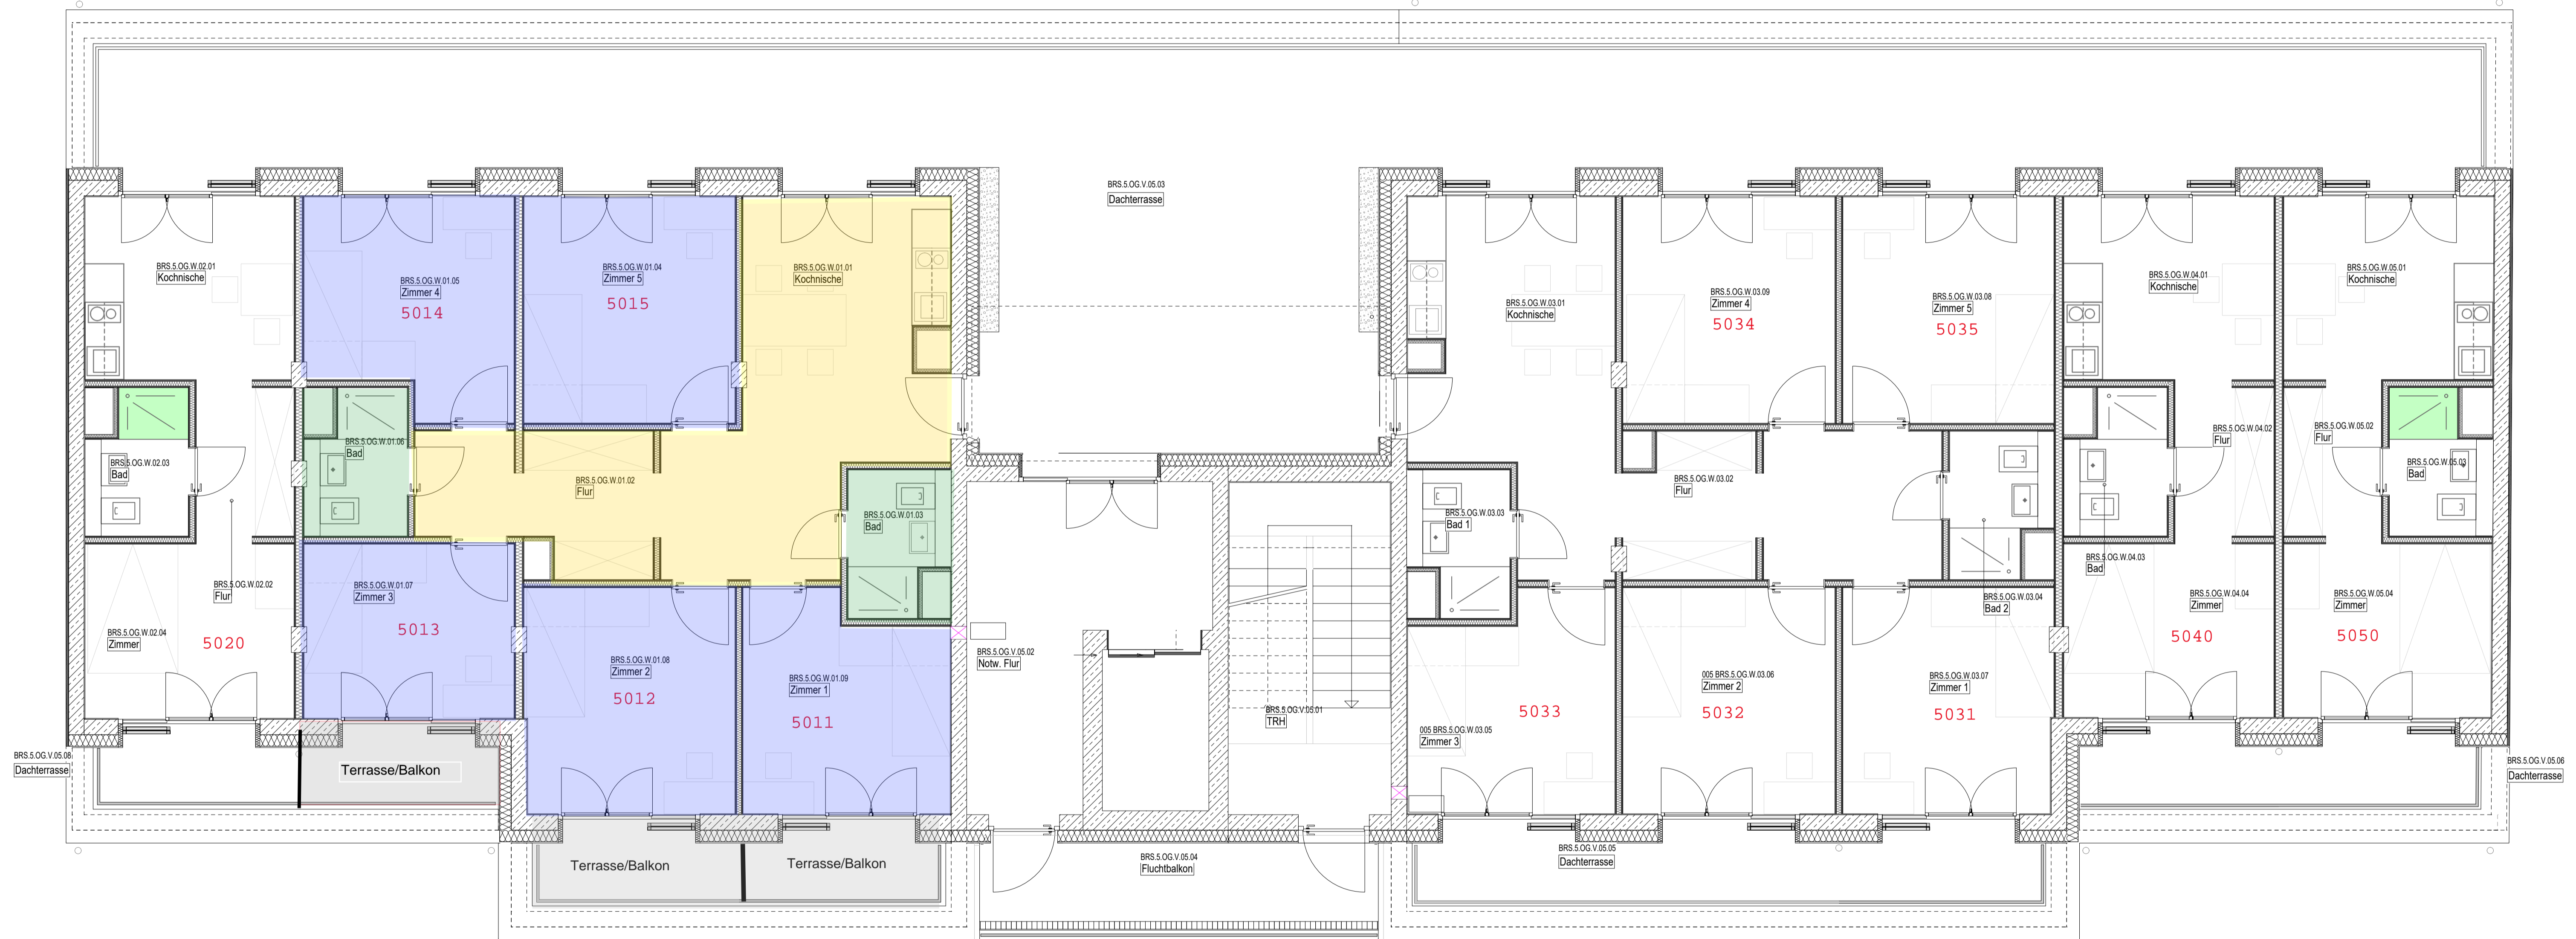 BRS.5.OG.V.05.03
Dachterrasse
BRS.5.OG.W.02.01
Kochnische
BRS.5.OG.W.01.05
Zimmer 4
5014
BRS.5.OG.W.01.04
Zimmer 5
5015
BRS.5.OG.W.01.01
Kochnische
BRS.5.OG.W.03.01
Kochnische
BRS.5.OG.W.03.09
Zimmer 4
5034
BRS.5.OG.W.03.08
Zimmer 5
5035
BRS.5.OG.W.04.01
Kochnische
BRS.5.OG.W.05.01
Kochnische
BRS.5.OG.W.02.03
Bad
BRS.5.OG.W.01.06
Bad
BRS.5.OG.W.01.02
Flur
BRS.5.OG.W.01.03
Bad
BRS.5.OG.W.03.03
Bad 1
BRS.5.OG.W.03.02
Flur
BRS.5.OG.W.04.02
Flur
BRS.5.OG.W.05.02
Flur
BRS.5.OG.W.05.03
Bad
BRS.5.OG.W.02.02
Flur
BRS.5.OG.W.01.07
Zimmer 3
5013
BRS.5.OG.W.03.04
Bad 2
BRS.5.OG.W.04.03
Bad
BRS.5.OG.W.04.04
Zimmer
5040
BRS.5.OG.W.05.04
Zimmer
5050
BRS.5.OG.W.02.04
Zimmer
5020
BRS.5.OG.W.01.08
Zimmer 2
5012
BRS.5.OG.W.01.09
Zimmer 1
5011
BRS.5.OG.V.05.02
Notw. Flur
BRS.5.OG.V.05.01
TRH
005 BRS.5.OG.W.03.05
Zimmer 3
5033
005 BRS.5.OG.W.03.06
Zimmer 2
5032
BRS.5.OG.W.03.07
Zimmer 1
5031
BRS.5.OG.V.05.08
Dachterrasse
Terrasse/Balkon
BRS.5.OG.V.05.06
Dachterrasse
Terrasse/Balkon
Terrasse/Balkon
BRS.5.OG.V.05.04
Fluchtbalkon
BRS.5.OG.V.05.05
Dachterrasse